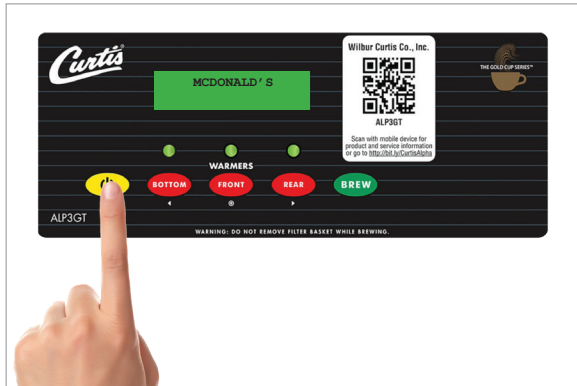 Curtis®
MCDONALD'S
Wilbur Curtis Co., Inc.
ALP3GT
Scan with mobile device for
product and service information
or go to http://bit.ly/CurtisAlpha
THE GOLD CUP SERIES™
WARMERS
BOTTOM
FRONT
REAR
BREW
ALP3GT
WARNING: DO NOT REMOVE FILTER BASKET WHILE BREWING.